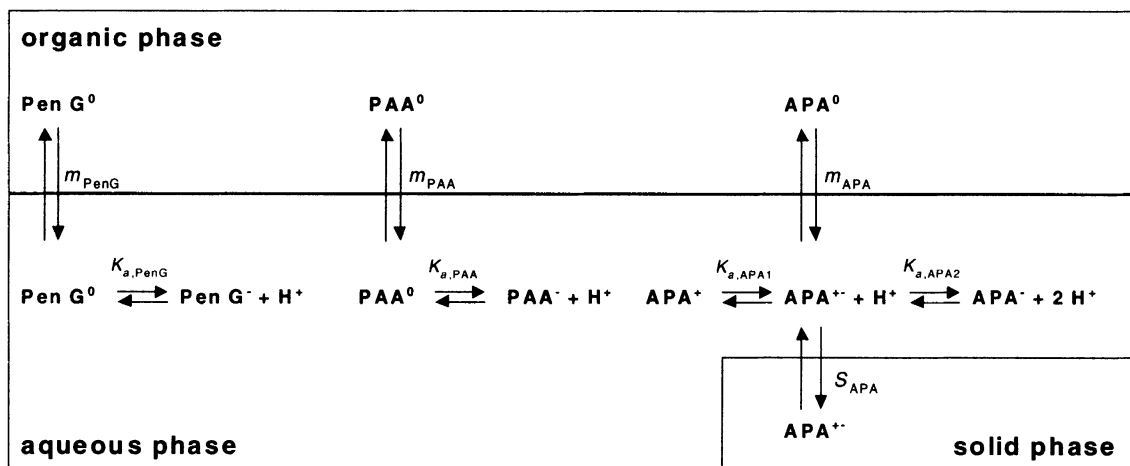 organic phase
Pen G⁰ PAA⁰ APA⁰
m_PenG m_PAA m_APA
K_a,PenG K_a,PAA K_a,APA1 K_a,APA2
Pen G⁰ Pen G⁻ + H⁺ PAA⁰ PAA⁻ + H⁺ APA⁺ APA⁺⁻ + H⁺ APA⁻ + 2 H⁺
S_APA
APA⁺⁻
aqueous phase solid phase